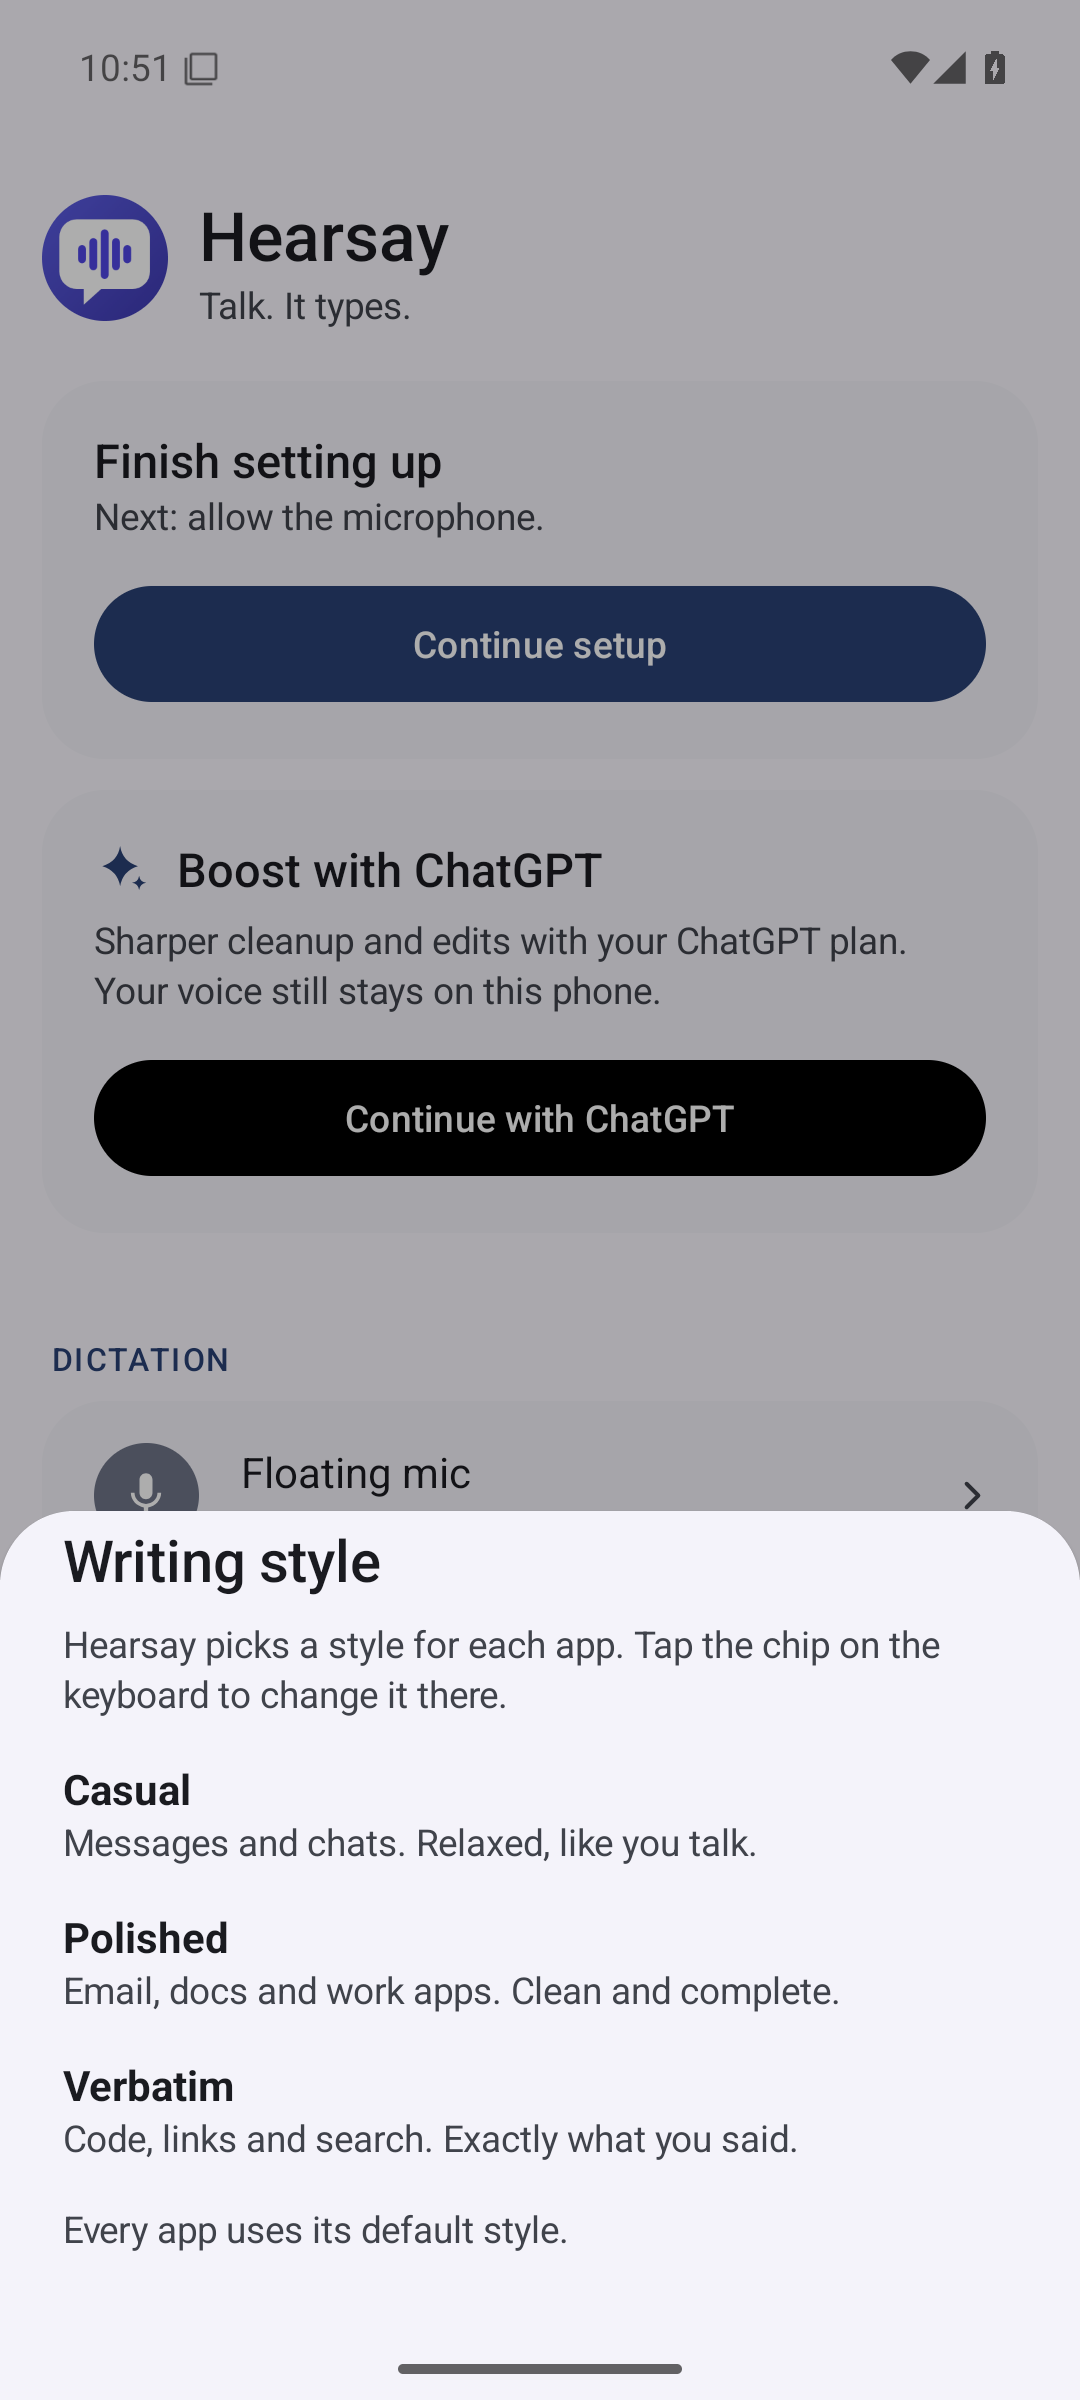 10:51
Hearsay
Talk. It types.
Finish setting up
Next: allow the microphone.
Continue setup
Boost with ChatGPT
Sharper cleanup and edits with your ChatGPT plan.
Your voice still stays on this phone.
Continue with ChatGPT
DICTATION
Floating mic
Writing style
Hearsay picks a style for each app. Tap the chip on the
keyboard to change it there.
Casual
Messages and chats. Relaxed, like you talk.
Polished
Email, docs and work apps. Clean and complete.
Verbatim
Code, links and search. Exactly what you said.
Every app uses its default style.